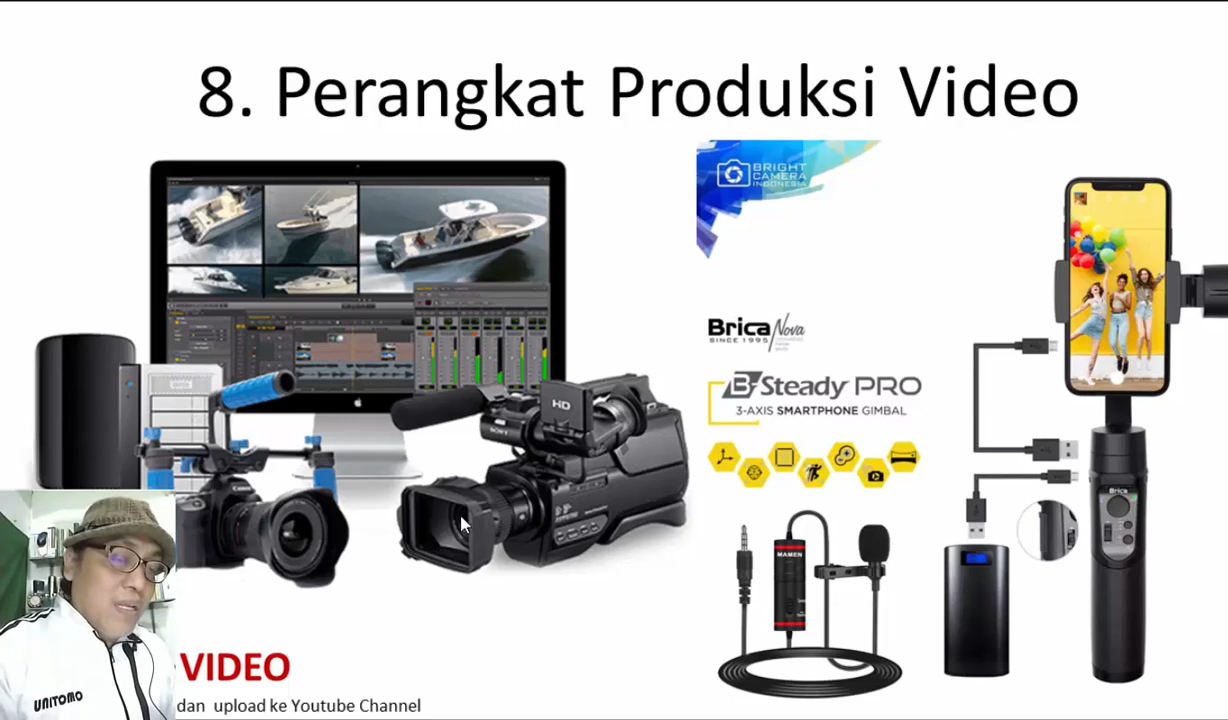 8. Perangkat Produksi Video
BRIGHT
CAMERA
INDONESIA
Brica Nova
SINCE 1995
B-Steady PRO
3-AXIS SMARTPHONE GIMBAL
HD
SONY
Canon
MAMEN
Brica
UNITOMO
VIDEO
dan upload ke Youtube Channel